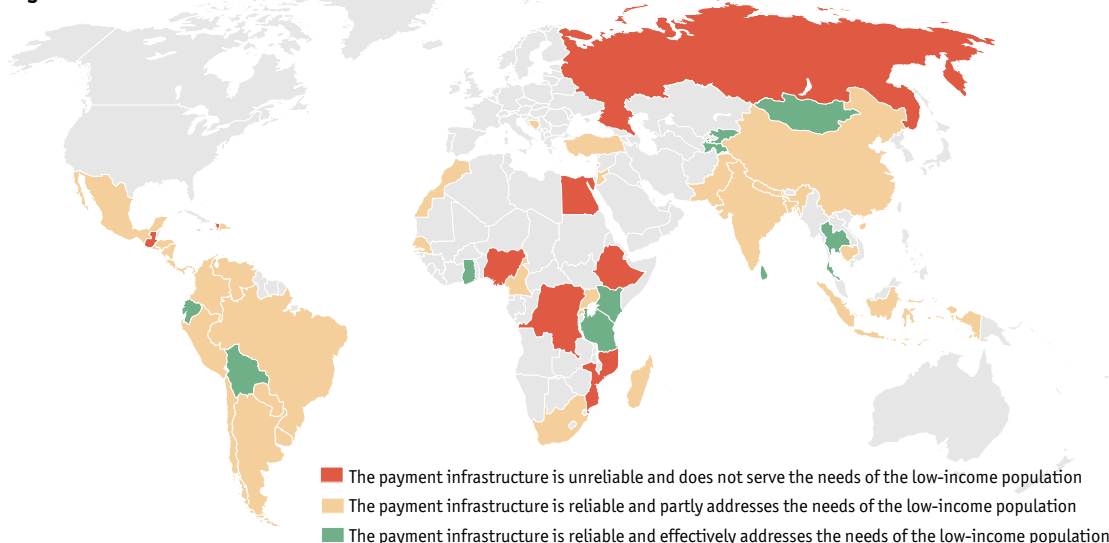 The payment infrastructure is unreliable and does not serve the needs of the low-income population
The payment infrastructure is reliable and partly addresses the needs of the low-income population
The payment infrastructure is reliable and effectively addresses the needs of the low-income population